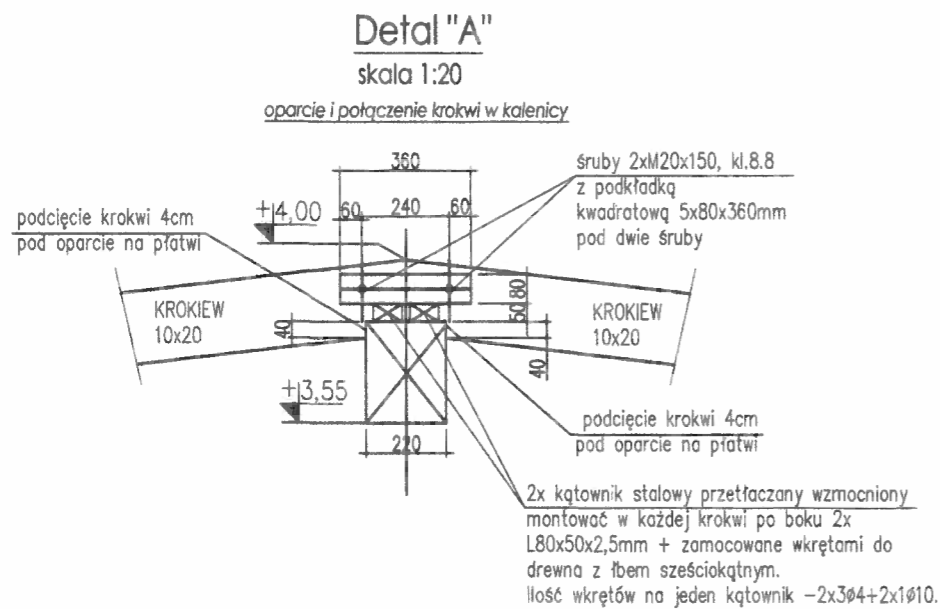 Detal "A"
skala 1:20
oparcie i połączenie krokwi w kalenicy
360
śruby 2xM20x150, kl.8.8
z podkładką
kwadratową 5x80x360mm
pod dwie śruby
+4,00
60
240
60
podcięcie krokwi 4cm
pod oparcie na płatwi
KROKIEW
10x20
40
80
50
KROKIEW
10x20
40
+3,55
220
podcięcie krokwi 4cm
pod oparcie na płatwi
2x kątownik stalowy przetłaczany wzmocniony
montować w każdej krokwi po boku 2x
L80x50x2,5mm + zamocowane wkrętami do
drewna z łbem sześciokątnym.
Ilość wkrętów na jeden kątownik -2x3ø4+2x1ø10.